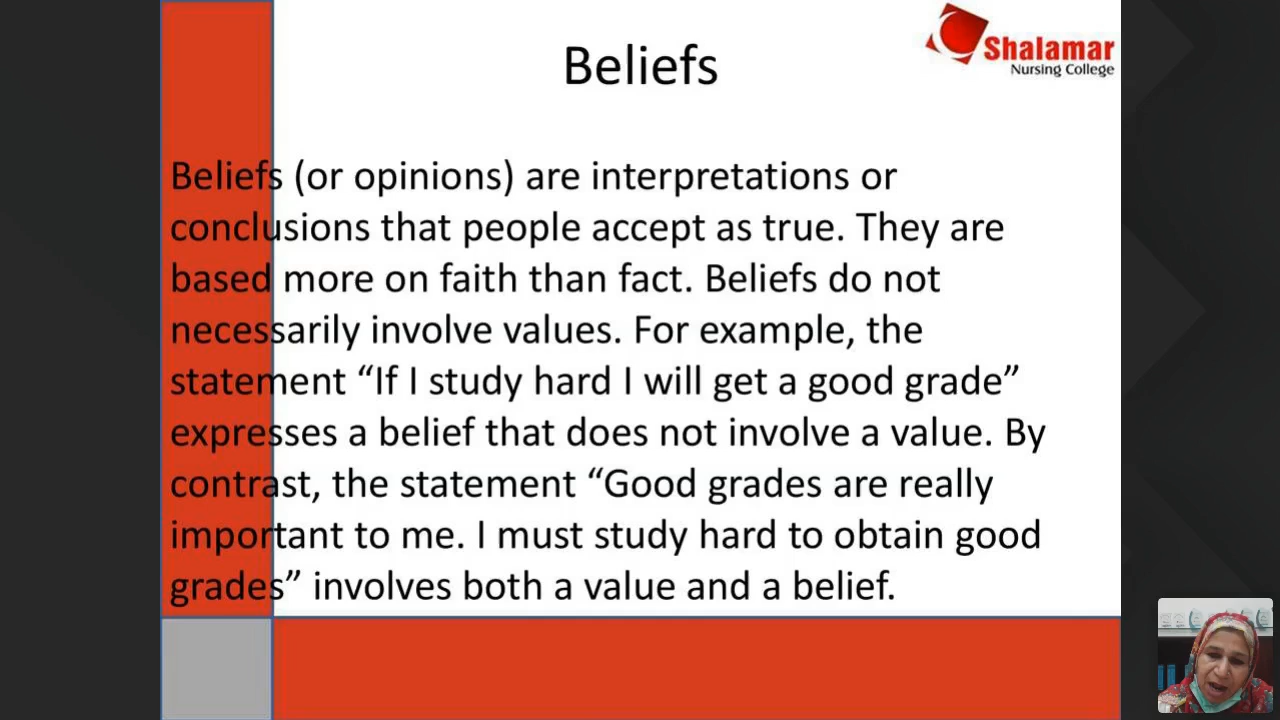 Beliefs
Shalamar
Nursing College
Beliefs (or opinions) are interpretations or
conclusions that people accept as true. They are
based more on faith than fact. Beliefs do not
necessarily involve values. For example, the
statement “If I study hard I will get a good grade”
expresses a belief that does not involve a value. By
contrast, the statement “Good grades are really
important to me. I must study hard to obtain good
grades” involves both a value and a belief.